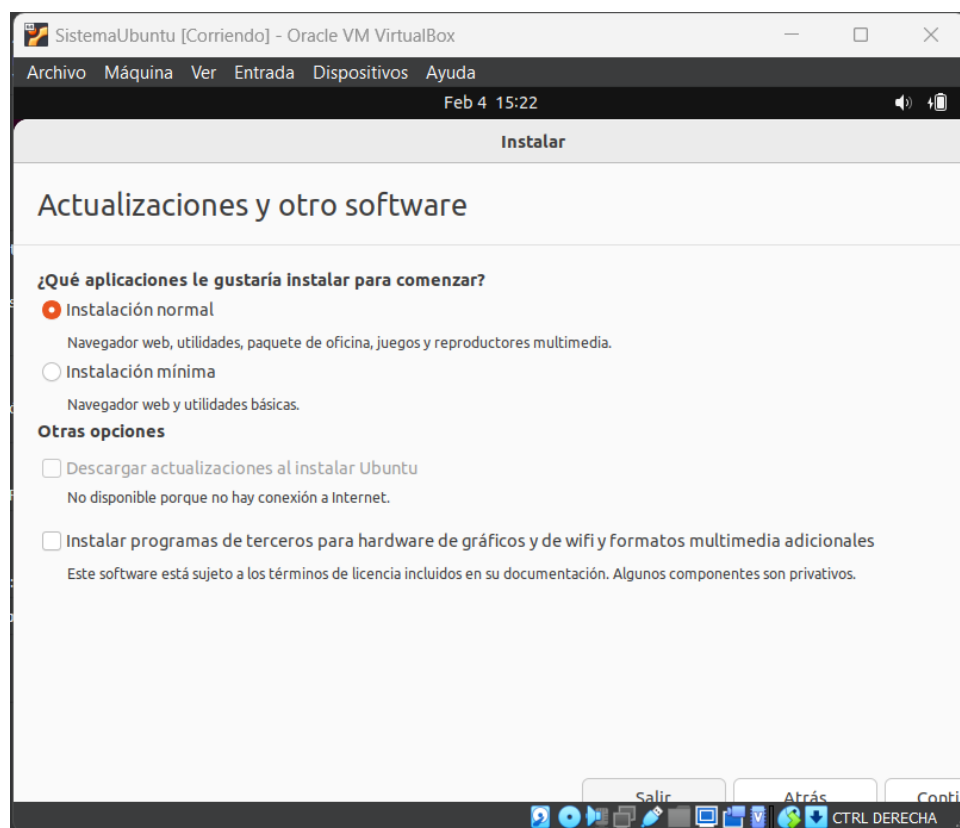 SistemaUbuntu [Corriendo] - Oracle VM VirtualBox
Archivo Máquina Ver Entrada Dispositivos Ayuda
Feb 4 15:22
Instalar
Actualizaciones y otro software
¿Qué aplicaciones le gustaría instalar para comenzar?
Instalación normal
Navegador web, utilidades, paquete de oficina, juegos y reproductores multimedia.
Instalación mínima
Navegador web y utilidades básicas.
Otras opciones
Descargar actualizaciones al instalar Ubuntu
No disponible porque no hay conexión a Internet.
Instalar programas de terceros para hardware de gráficos y de wifi y formatos multimedia adicionales
Este software está sujeto a los términos de licencia incluidos en su documentación. Algunos componentes son privativos.
Salir Atrás Conti
CTRL DERECHA